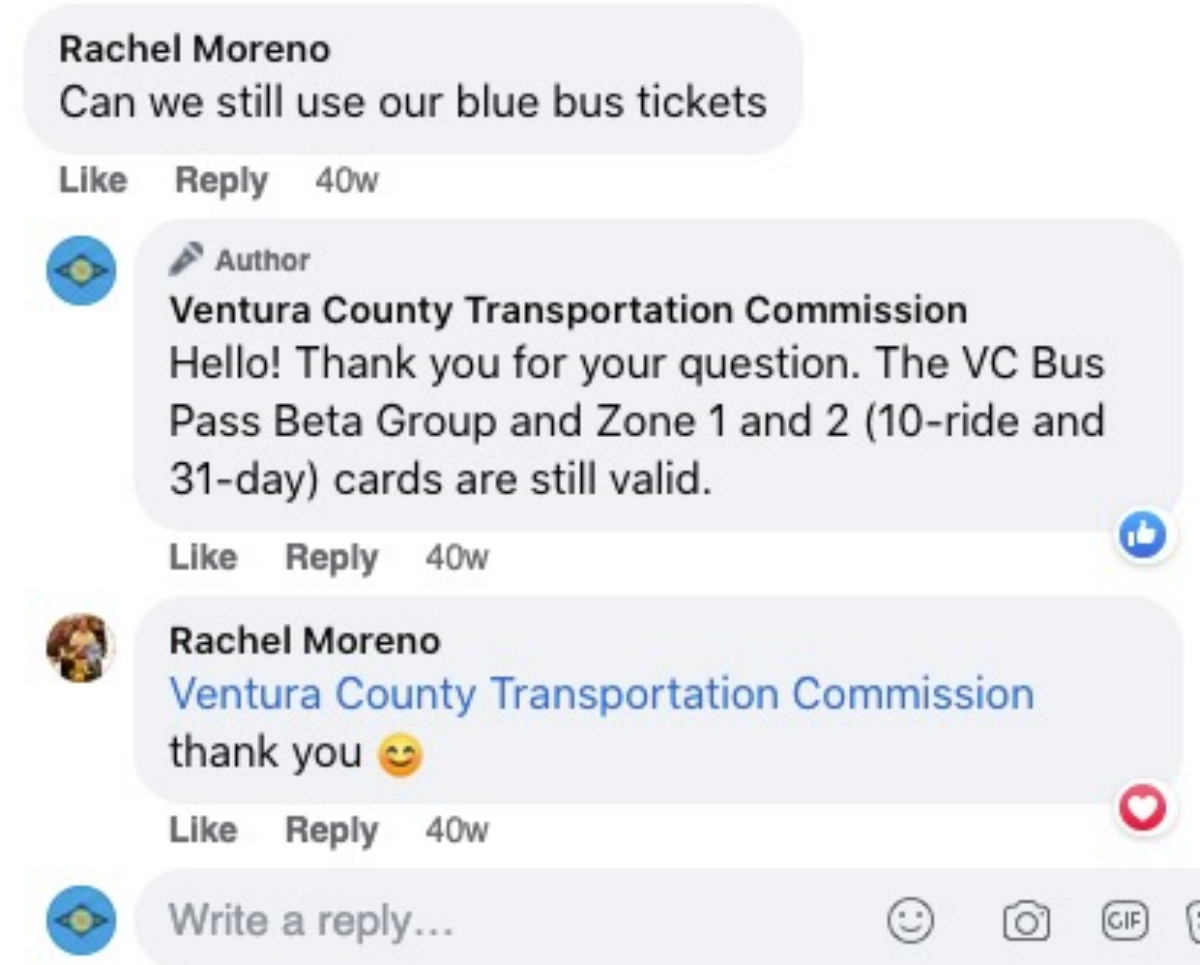 Rachel Moreno
Can we still use our blue bus tickets
Like Reply 40w
Author
Ventura County Transportation Commission
Hello! Thank you for your question. The VC Bus
Pass Beta Group and Zone 1 and 2 (10-ride and
31-day) cards are still valid.
Like Reply 40w
Rachel Moreno
Ventura County Transportation Commission
thank you 😊
Like Reply 40w
Write a reply...
GIF